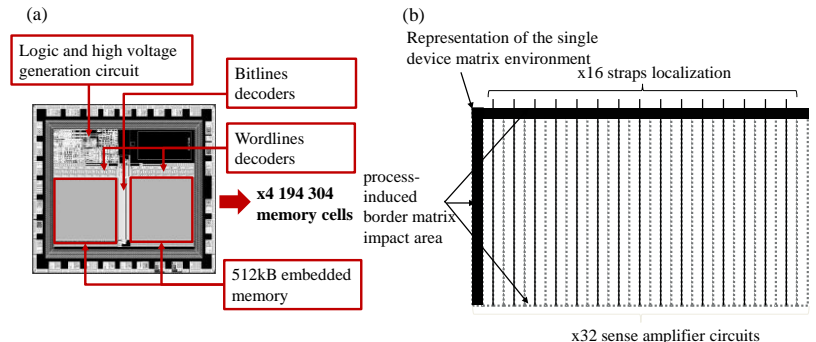 (a)
Logic and high voltage
generation circuit
Bitlines
decoders
Wordlines
decoders
x4 194 304
memory cells
512kB embedded
memory
(b)
Representation of the single
device matrix environment
x16 straps localization
process-
induced
border matrix
impact area
x32 sense amplifier circuits